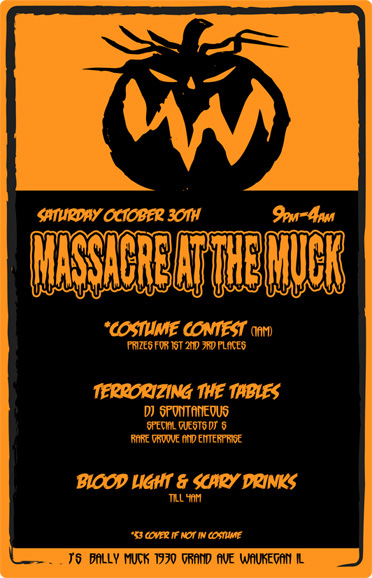 SATURDAY OCTOBER 30TH 9PM-4AM
MASSACRE AT THE MUCK
*COSTUME CONTEST (1AM)
PRIZES FOR 1ST 2ND 3RD PLACES
TERRORIZING THE TABLES
DJ SPONTANEOUS
SPECIAL GUESTS DJ'S
RARE GROOVE AND ENTERPRISE
BLOOD LIGHT & SCARY DRINKS
TILL 4AM
*$3 COVER IF NOT IN COSTUME
J'S BALLY MUCK 1930 GRAND AVE WAUKEGAN IL